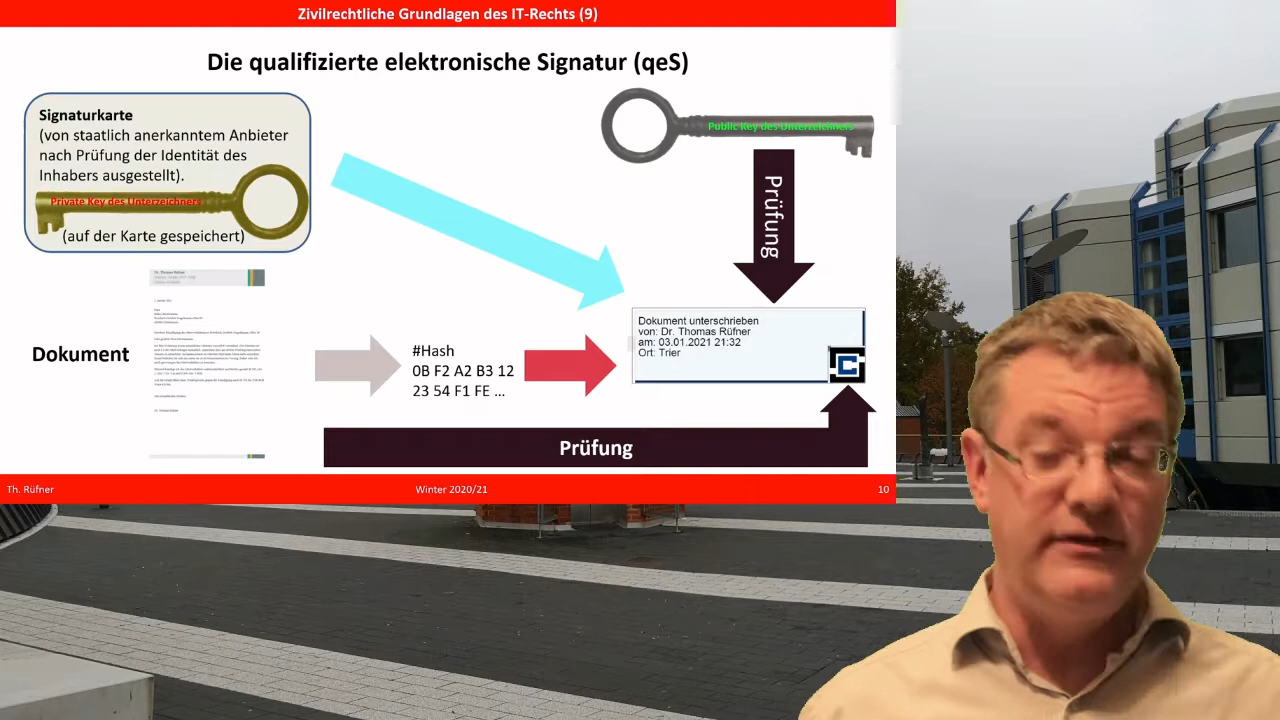 Zivilrechtliche Grundlagen des IT-Rechts (9)
Die qualifizierte elektronische Signatur (qeS)
Signaturkarte
(von staatlich anerkanntem Anbieter
nach Prüfung der Identität des
Inhabers ausgestellt).
Private Key des Unterzeichners
(auf der Karte gespeichert)
Public Key des Unterzeichners
Prüfung
Dokument
#Hash
0B F2 A2 B3 12
23 54 F1 FE ...
Dokument unterschrieben
von: Dr. Thomas Rüfner
am: 03.01.2021 21:32
Ort: Trier
Prüfung
Th. Rüfner
Winter 2020/21
10